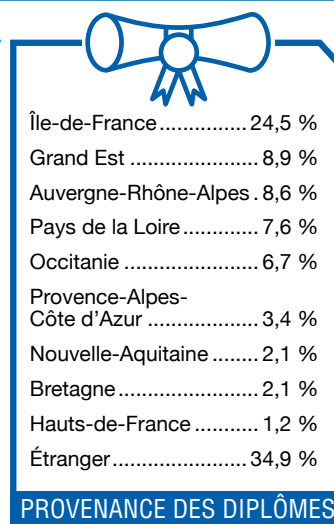 Île-de-France............... 24,5 %
Grand Est ...................... 8,9 %
Auvergne-Rhône-Alpes . 8,6 %
Pays de la Loire............. 7,6 %
Occitanie ....................... 6,7 %
Provence-Alpes-
Côte d’Azur ................... 3,4 %
Nouvelle-Aquitaine ........ 2,1 %
Bretagne........................ 2,1 %
Hauts-de-France ........... 1,2 %
Étranger....................... 34,9 %
PROVENANCE DES DIPLÔMES